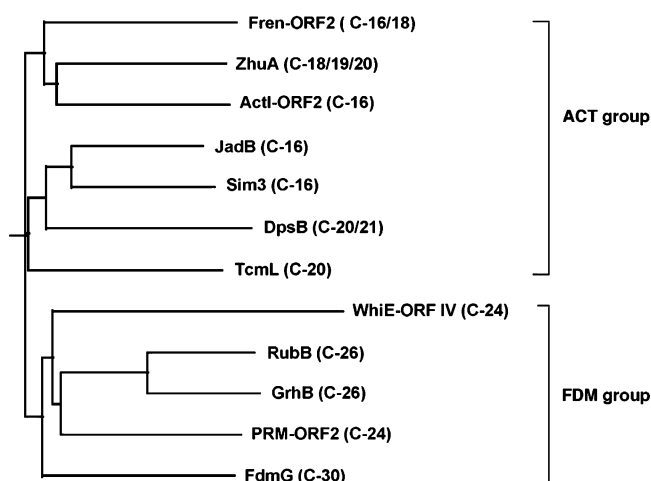 Fren-ORF2 ( C-16/18)
ZhuA (C-18/19/20)
ActI-ORF2 (C-16)
ACT group
JadB (C-16)
Sim3 (C-16)
DpsB (C-20/21)
TcmL (C-20)
WhiE-ORF IV (C-24)
RubB (C-26)
GrhB (C-26)
FDM group
PRM-ORF2 (C-24)
FdmG (C-30)